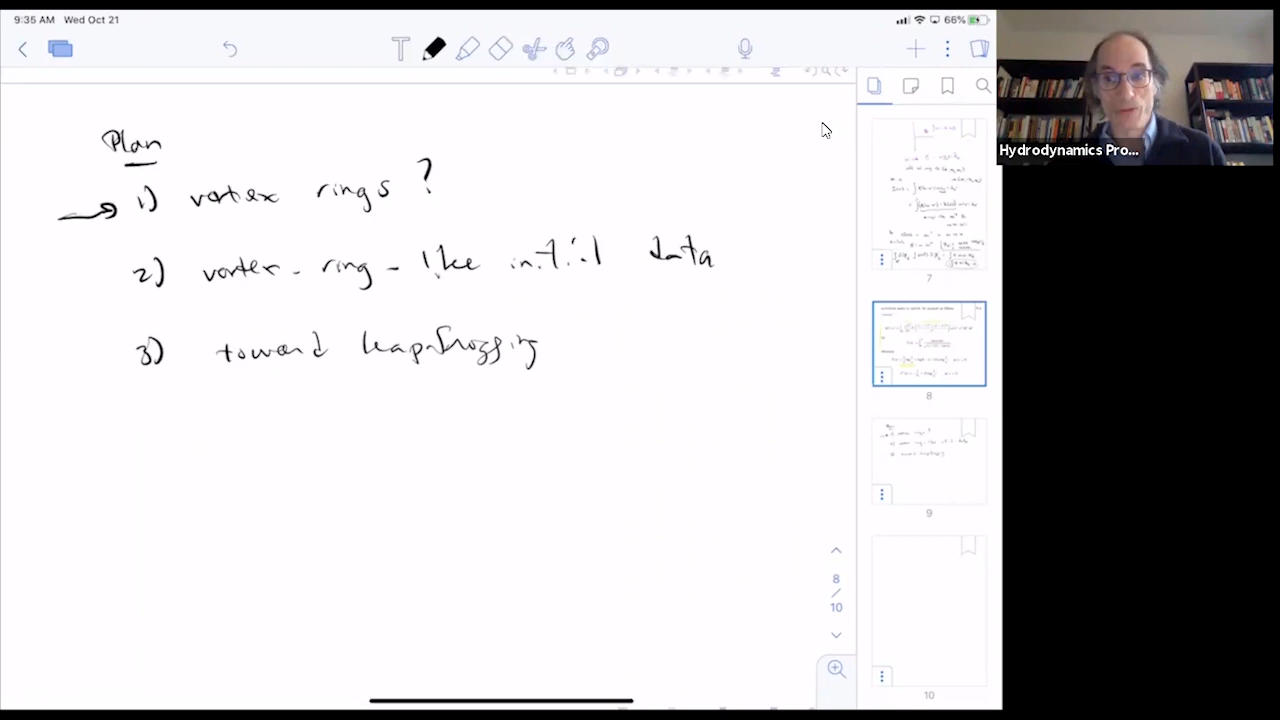 9:35 AM Wed Oct 21
66%
T
Plan
1) vortex rings ?
2) vortex - ring - like initial data
3) toward leapfrogging
Hydrodynamics Pro...
7
8
9
10
8
/
10